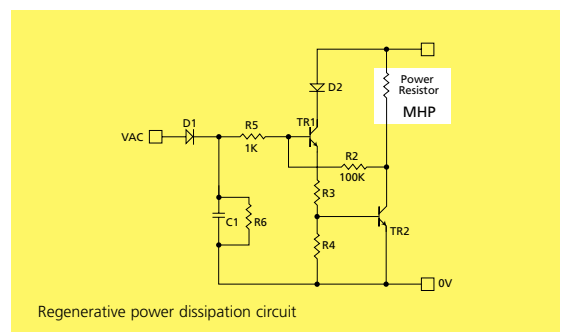 D2
Power
Resistor
MHP
D1
TR1
R5
VAC
1K
R2
100K
R3
C1
R6
TR2
R4
0V
Regenerative power dissipation circuit